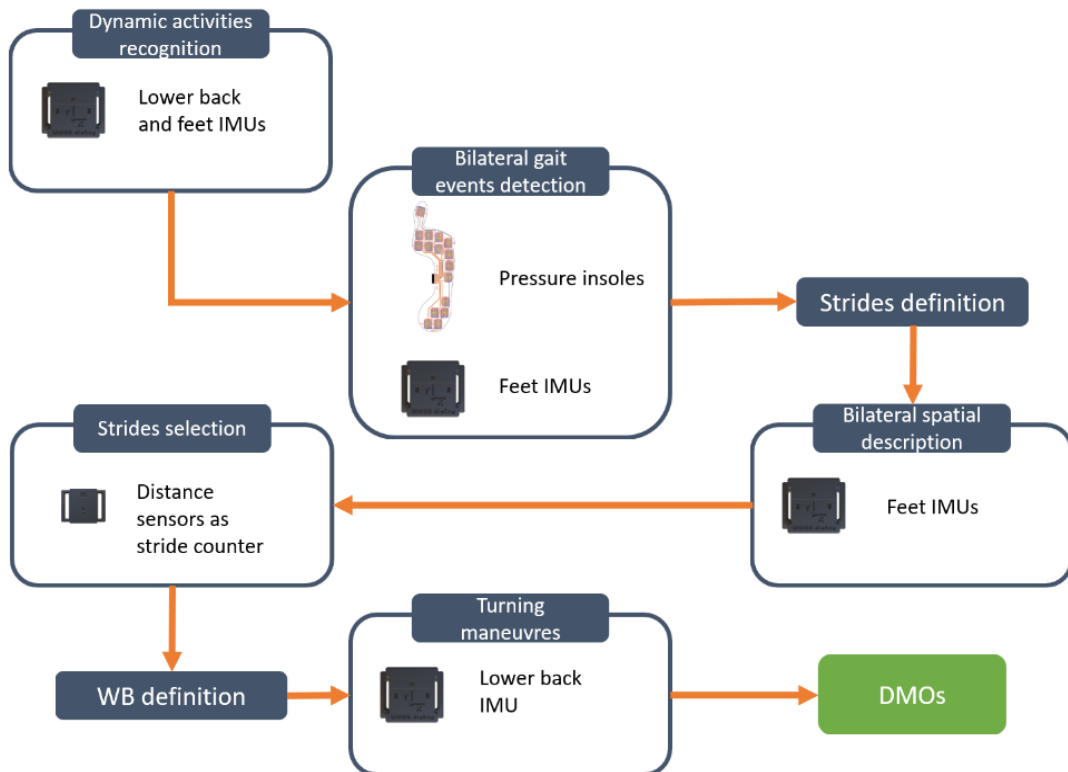 Dynamic activities
recognition
Lower back
and feet IMUs
Bilateral gait
events detection
Pressure insoles
Feet IMUs
Strides definition
Bilateral spatial
description
Feet IMUs
Strides selection
Distance
sensors as
stride counter
WB definition
Turning
maneuvres
Lower back
IMU
DMOs